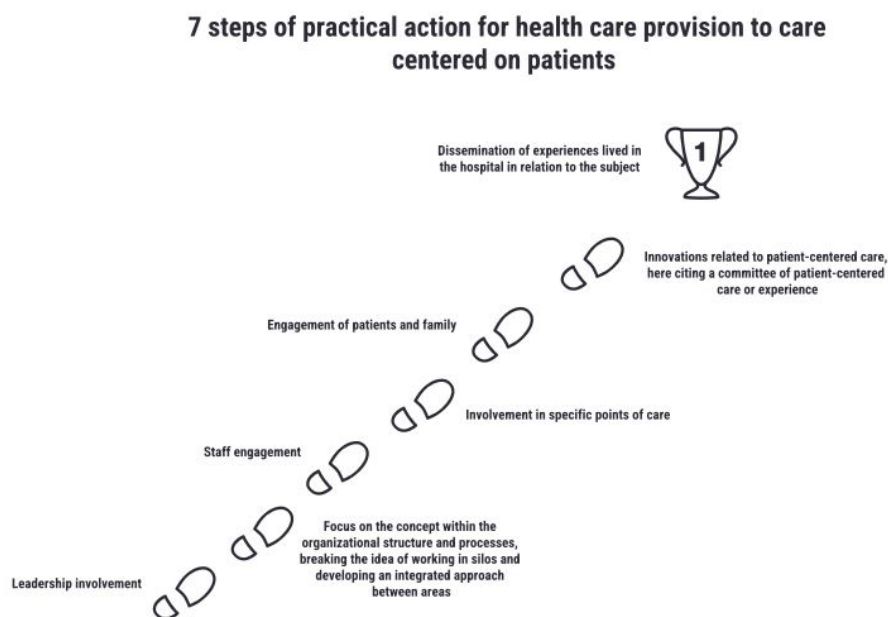 7 steps of practical action for health care provision to care
centered on patients
Dissemination of experiences lived in
the hospital in relation to the subject
1
Innovations related to patient-centered care,
here citing a committee of patient-centered
care or experience
Engagement of patients and family
Involvement in specific points of care
Staff engagement
Focus on the concept within the
organizational structure and processes,
breaking the idea of working in silos and
developing an integrated approach
between areas
Leadership involvement